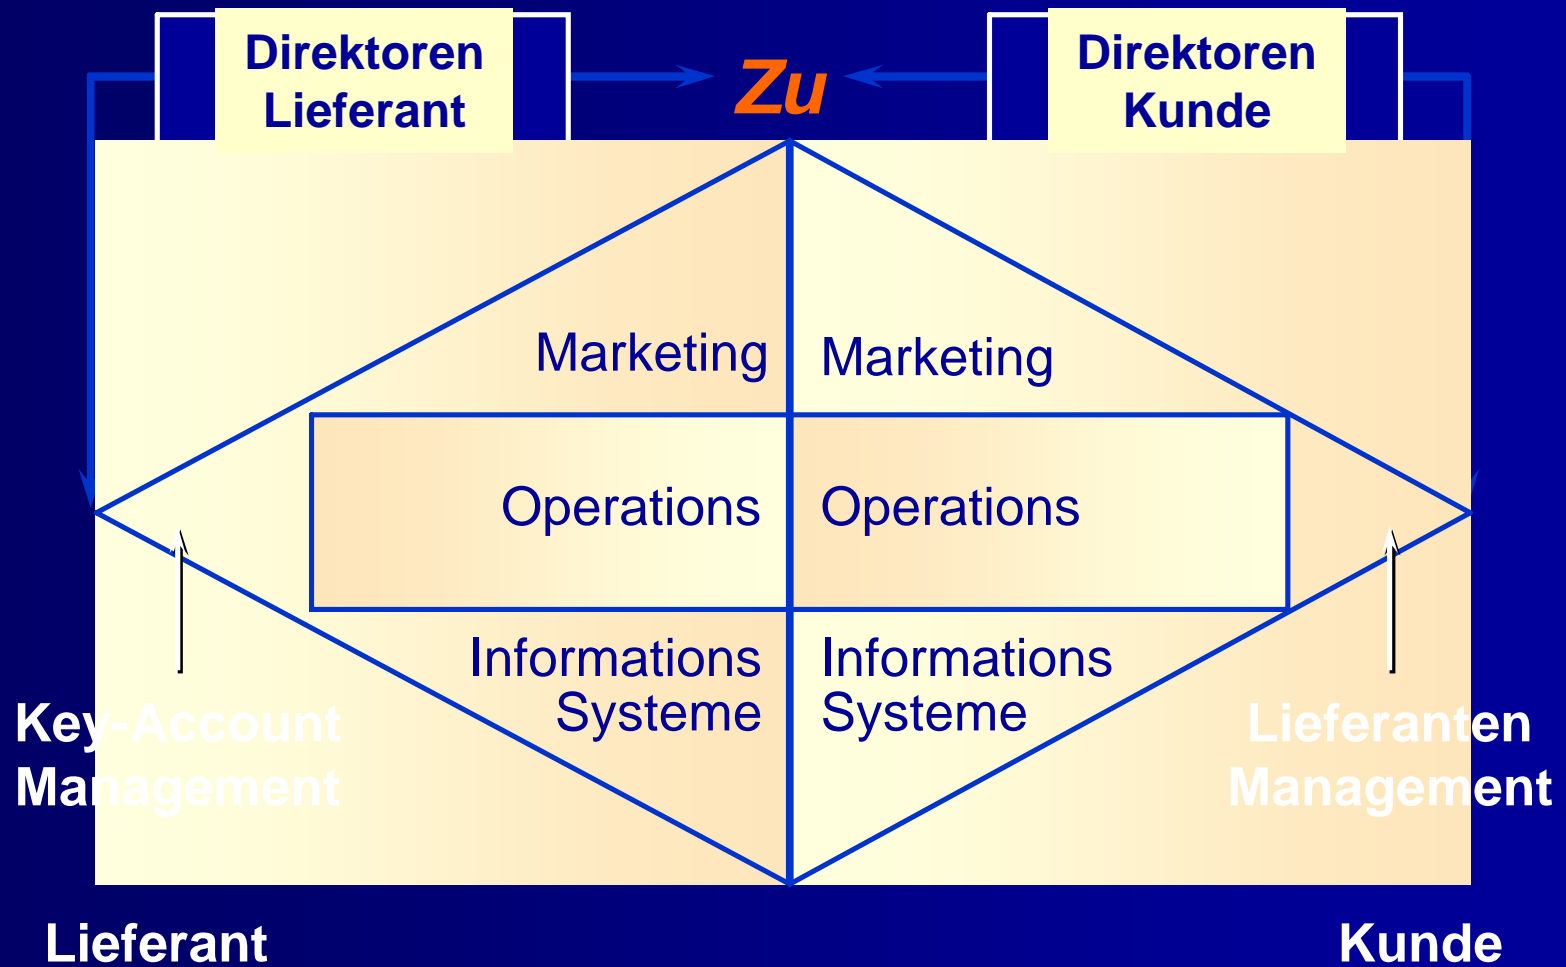 Direktoren
Lieferant
Zu
Direktoren
Kunde
Marketing
Marketing
Operations
Operations
Informations
Systeme
Informations
Systeme
Key-Account
Management
Lieferanten
Management
Lieferant
Kunde